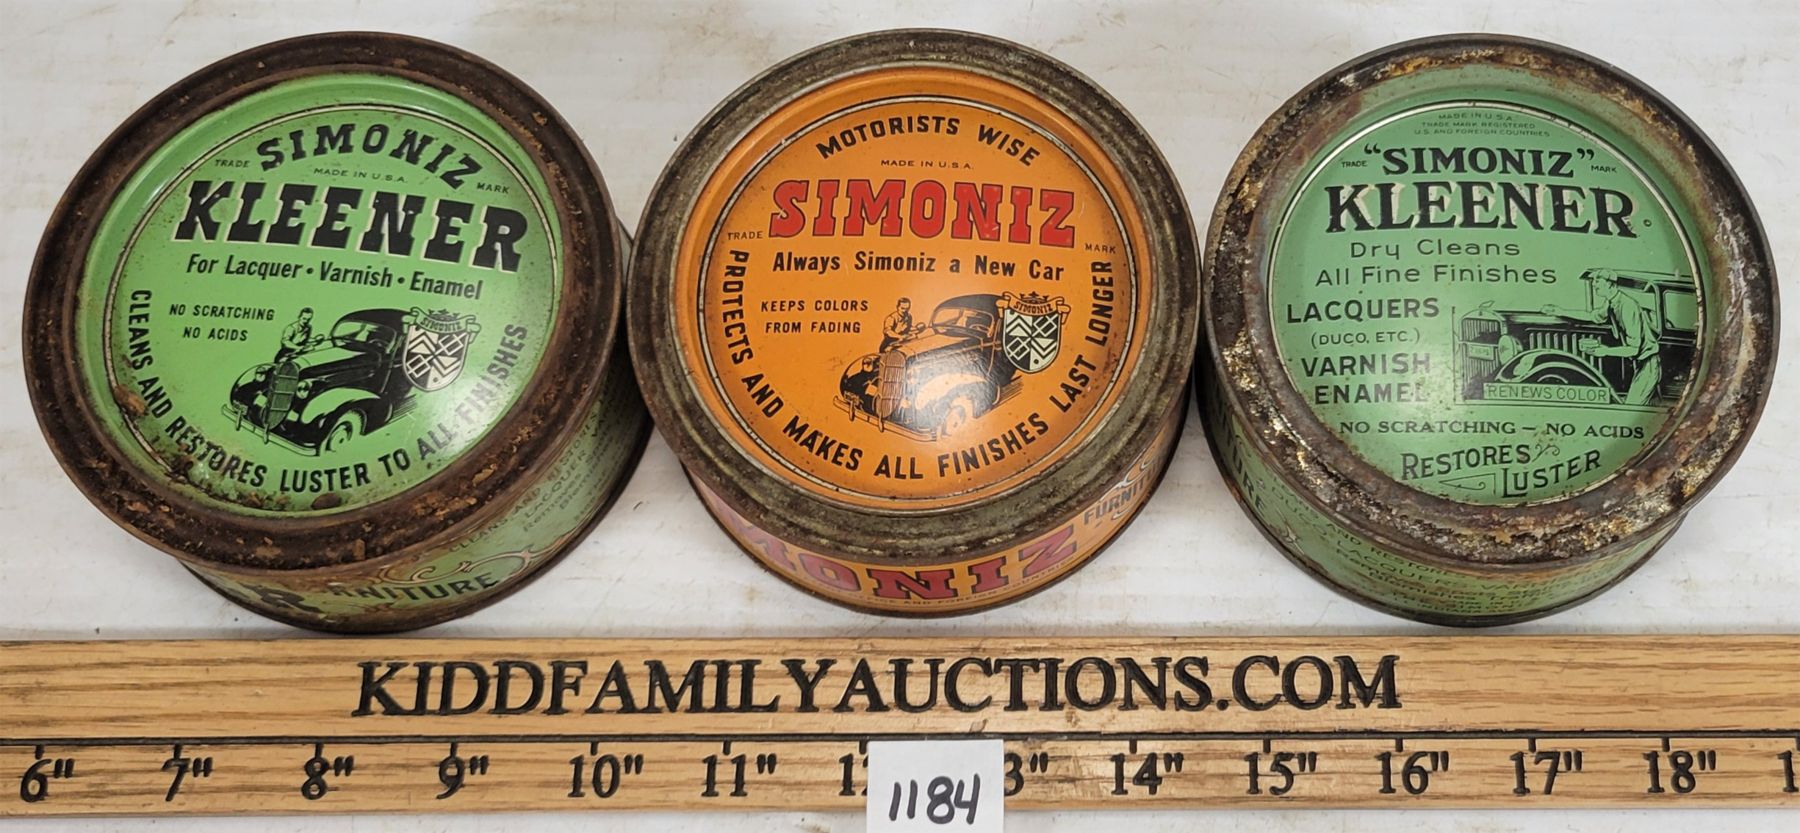 SIMONIZ
TRADE MARK
MADE IN U.S.A.
KLEENER
For Lacquer • Varnish • Enamel
NO SCRATCHING
NO ACIDS
SIMONIZ
CLEANS AND RESTORES LUSTER TO ALL FINISHES
RNITURE
MOTORISTS WISE
MADE IN U.S.A.
SIMONIZ
TRADE MARK
Always Simoniz a New Car
KEEPS COLORS
FROM FADING
SIMONIZ
PROTECTS AND MAKES ALL FINISHES LAST LONGER
MONIZ
MADE IN U.S.A.
TRADE MARK REGISTERED
U.S. AND FOREIGN COUNTRIES
TRADE "SIMONIZ" MARK
KLEENER
Dry Cleans
All Fine Finishes
LACQUERS
(DUCO, ETC.)
VARNISH
ENAMEL
RENEWS COLOR
NO SCRATCHING - NO ACIDS
RESTORES
LUSTER
KIDDFAMILYAUCTIONS.COM
6" 7" 8" 9" 10" 11" 1 3" 14" 15" 16" 17" 18" 1
1184